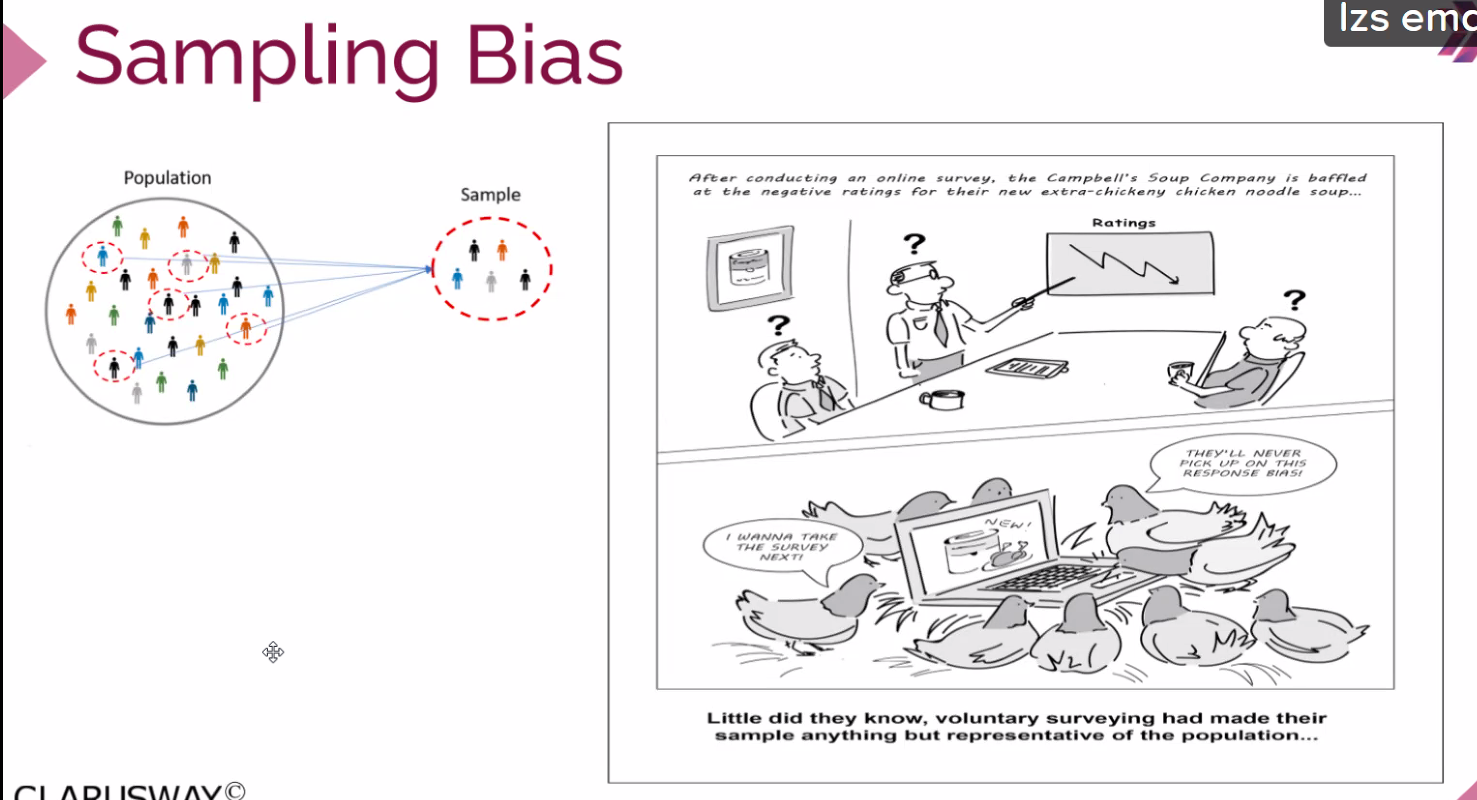 Sampling Bias
Izs
Population
Sample
After conducting an online survey, the Campbell's Soup Company is baffled
at the negative ratings for their new extra-chickeny chicken noodle soup...
Ratings
?
?
?
THEY'LL NEVER
PICK UP ON THIS
RESPONSE BIAS!
NEW!
I WANNA TAKE
THE SURVEY
NEXT!
Little did they know, voluntary surveying had made their
sample anything but representative of the population...
CLARUSWAY©